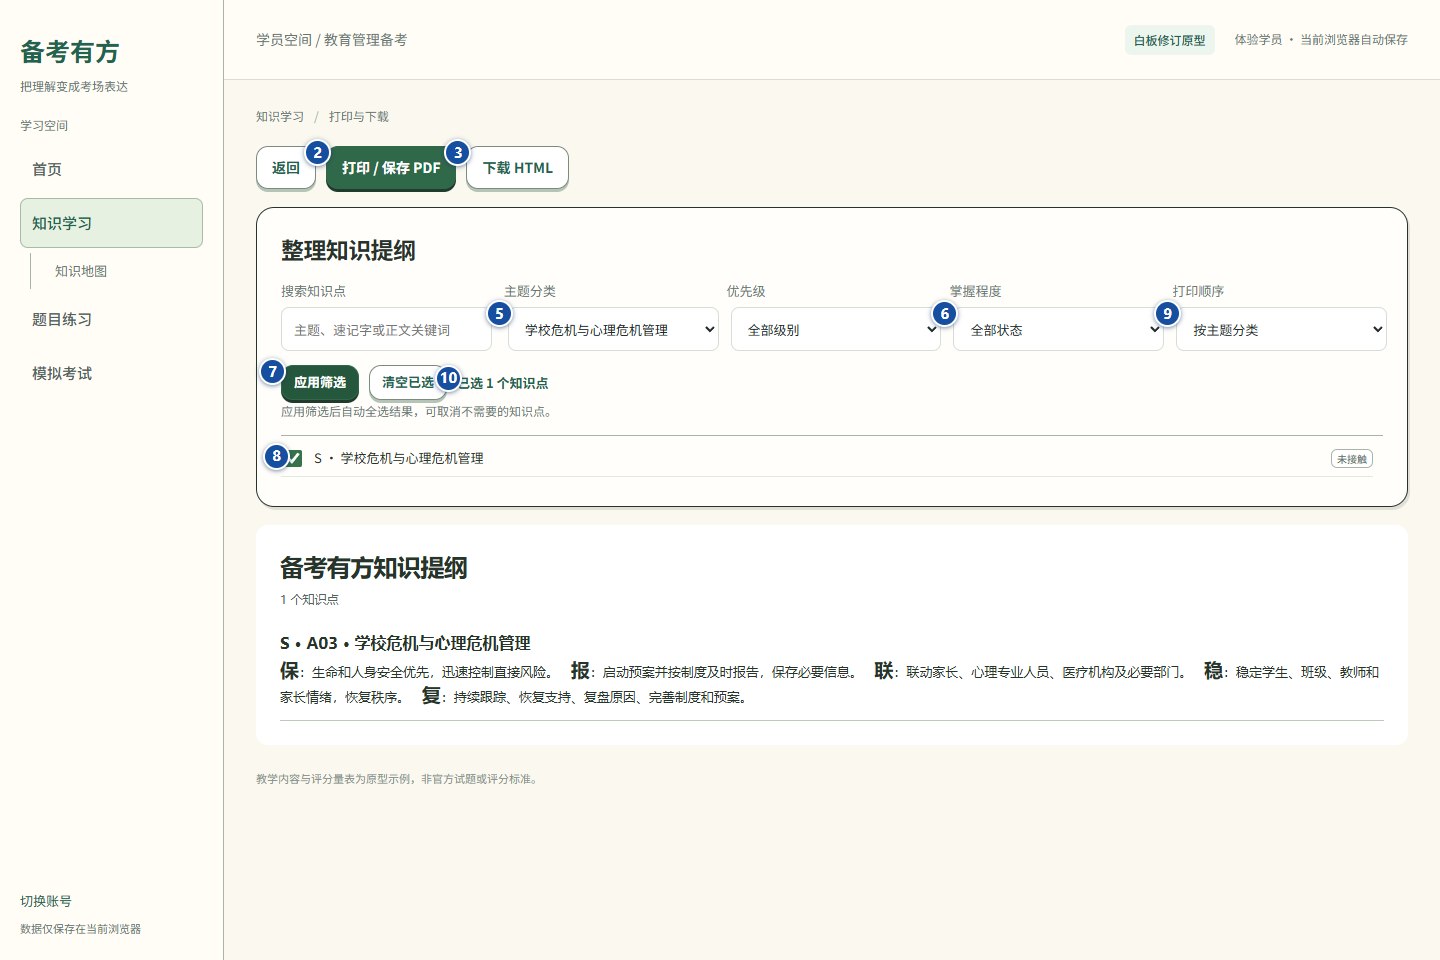 备考有方
把理解变成考场表达
学习空间
首页
知识学习
知识地图
题目练习
模拟考试
切换账号
数据仅保存在当前浏览器
学员空间 / 教育管理备考
白板修订原型
体验学员 · 当前浏览器自动保存
知识学习 / 打印与下载
返回 2 打印 / 保存 PDF 3 下载 HTML
整理知识提纲
搜索知识点 主题分类 优先级 掌握程度 打印顺序
主题、速记字或正文关键词 5 学校危机与心理危机管理 全部级别 6 全部状态 9 按主题分类
7 应用筛选 清空已选 10 已选 1 个知识点
应用筛选后自动全选结果，可取消不需要的知识点。
8 S · 学校危机与心理危机管理 未接触
备考有方知识提纲
1 个知识点
S · A03 · 学校危机与心理危机管理
保：生命和人身安全优先，迅速控制直接风险。 报：启动预案并按制度及时报告，保存必要信息。 联：联动家长、心理专业人员、医疗机构及必要部门。 稳：稳定学生、班级、教师和
家长情绪，恢复秩序。 复：持续跟踪、恢复支持、复盘原因、完善制度和预案。
教学内容与评分量表为原型示例，非官方试题或评分标准。